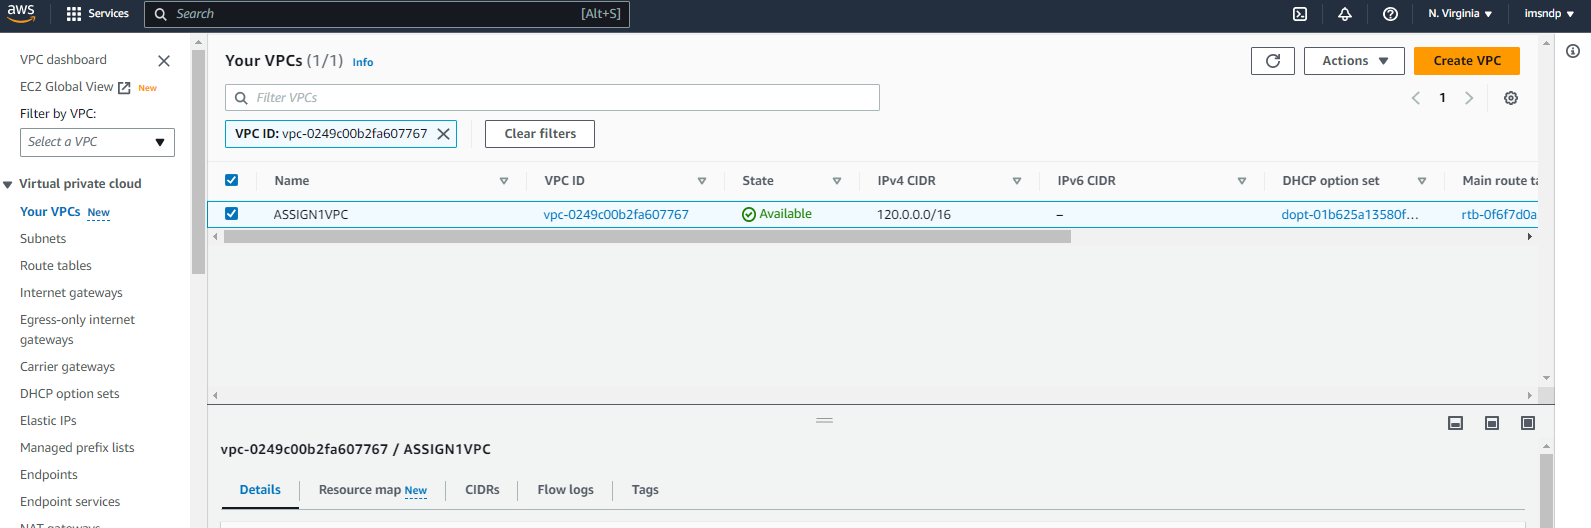 aws
Services
Search
[Alt+S]
N. Virginia
imsndp
VPC dashboard
EC2 Global View
New
Filter by VPC:
Select a VPC
Virtual private cloud
Your VPCs
New
Subnets
Route tables
Internet gateways
Egress-only internet
gateways
Carrier gateways
DHCP option sets
Elastic IPs
Managed prefix lists
Endpoints
Endpoint services
NAT gateways
Your VPCs (1/1) Info
Actions
Create VPC
Filter VPCs
1
VPC ID: vpc-0249c00b2fa607767
Clear filters
Name VPC ID State IPv4 CIDR IPv6 CIDR DHCP option set Main route ta
ASSIGN1VPC vpc-0249c00b2fa607767 Available 120.0.0.0/16 – dopt-01b625a13580f... rtb-0f6f7d0a
vpc-0249c00b2fa607767 / ASSIGN1VPC
Details Resource map New CIDRs Flow logs Tags